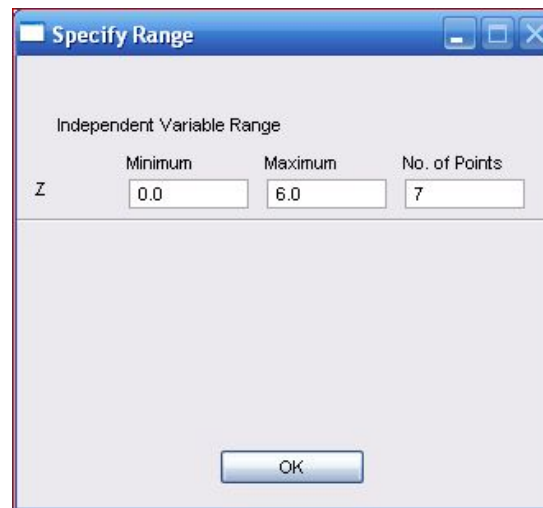 Specify Range
Independent Variable Range
Minimum Maximum No. of Points
Z 0.0 6.0 7
OK